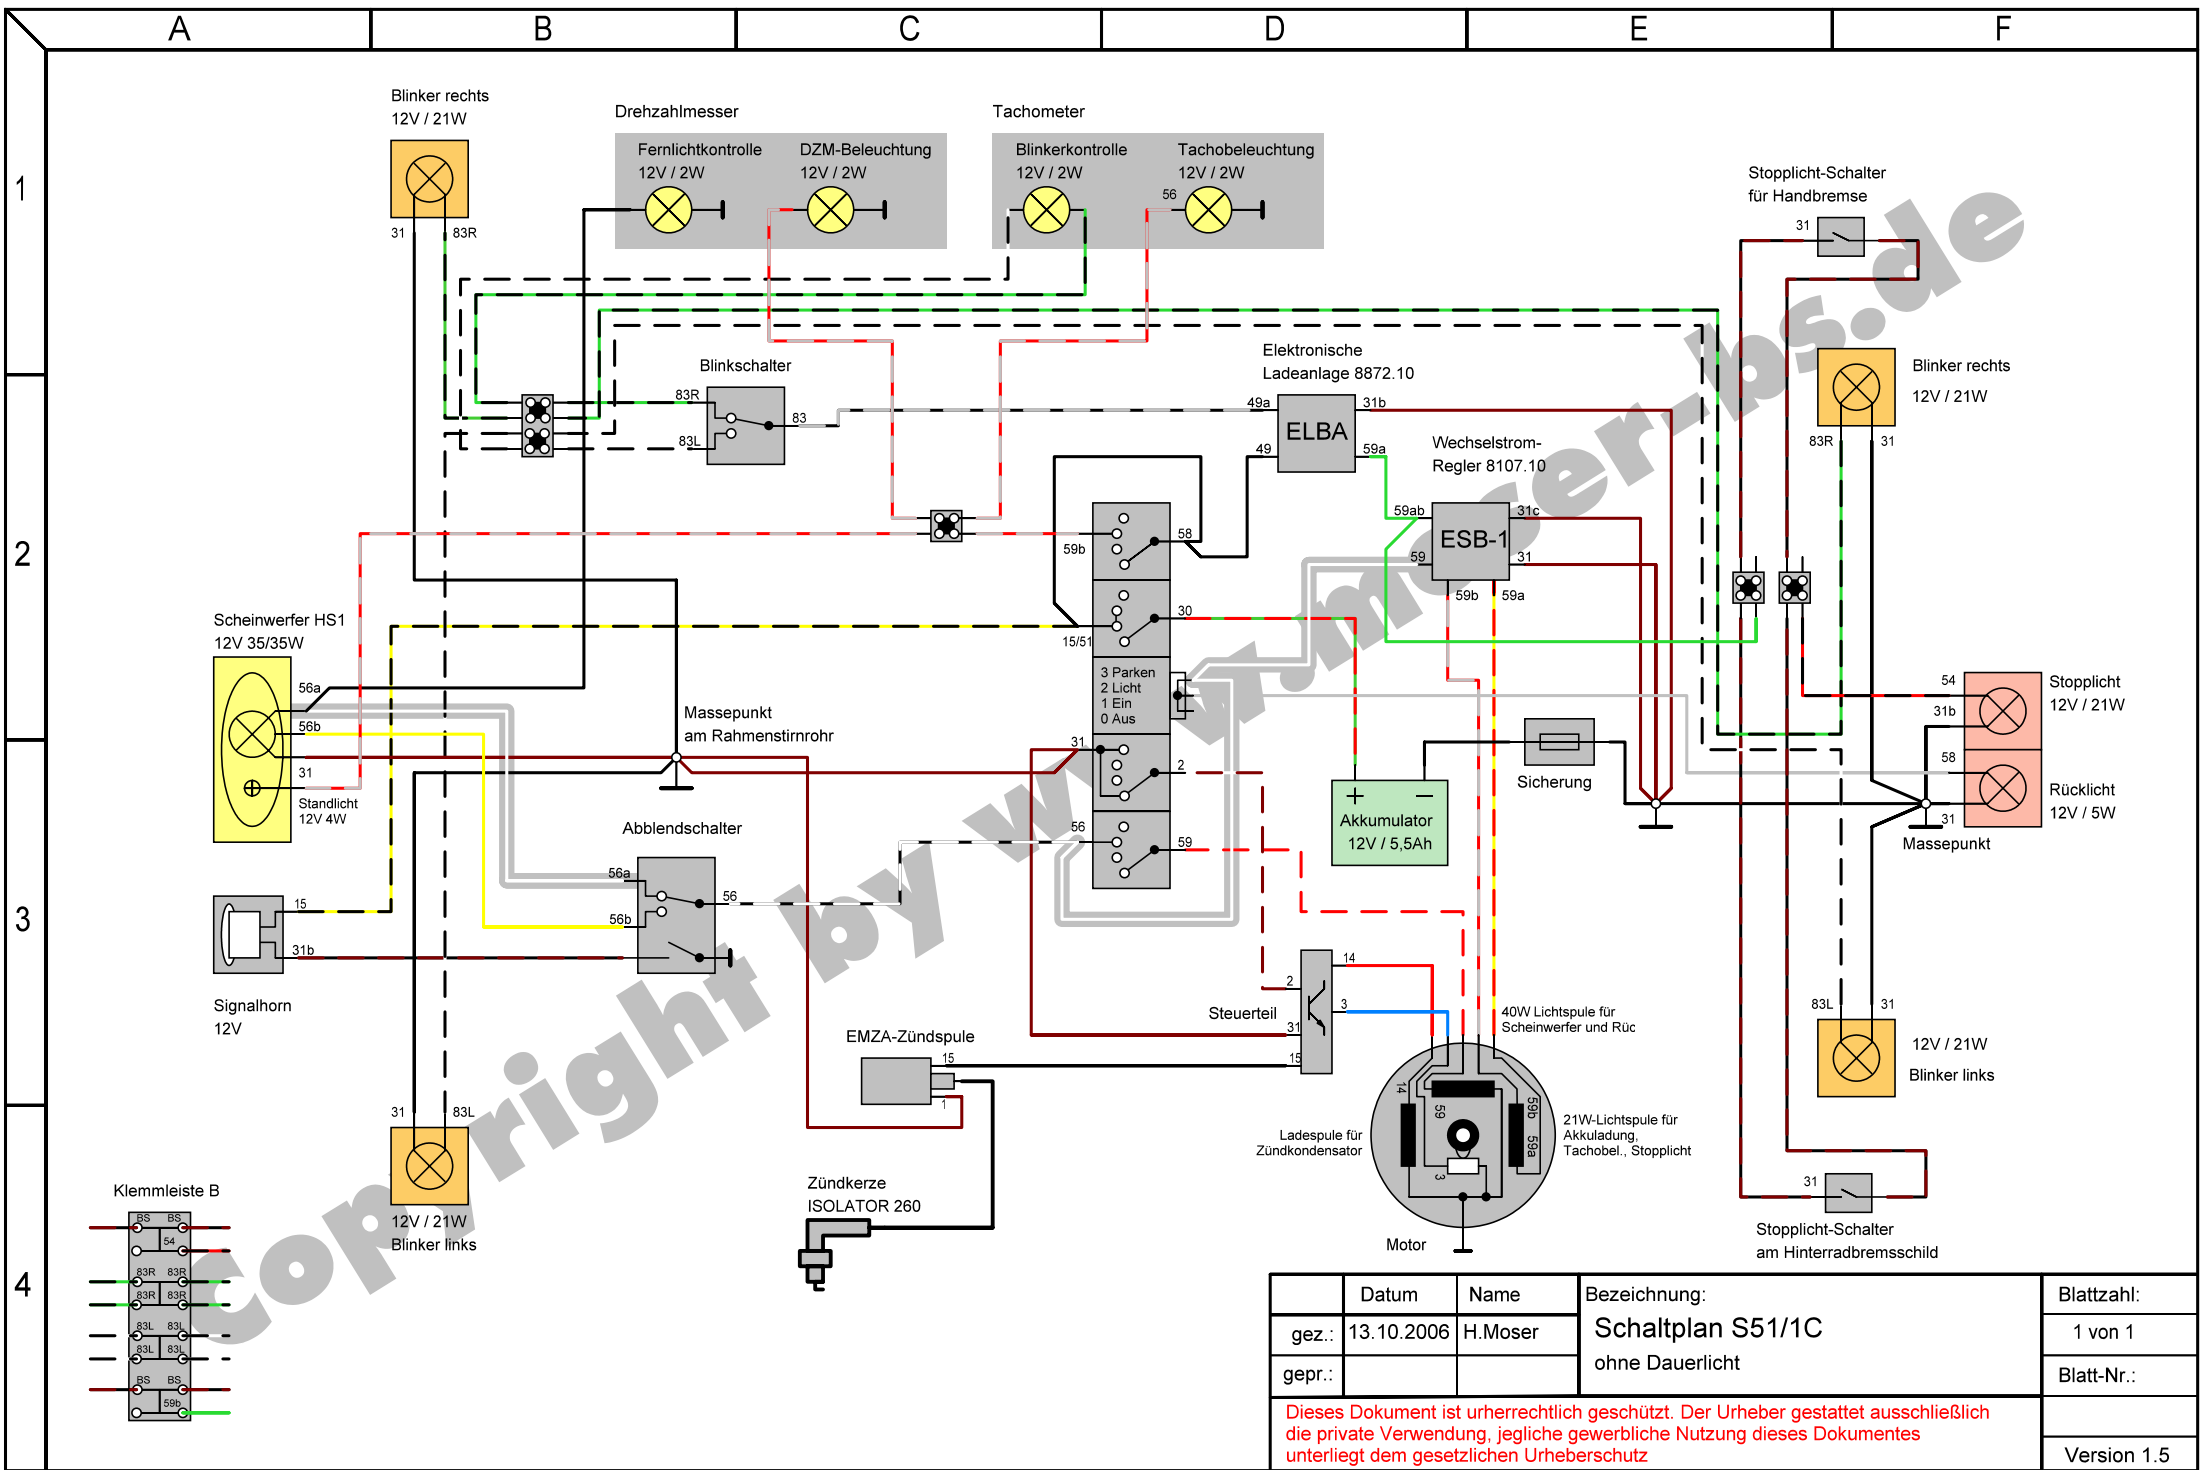 A B C D E F
1
2
3
4
Blinker rechts
12V / 21W
31 83R
Drehzahlmesser
Fernlichtkontrolle DZM-Beleuchtung
12V / 2W 12V / 2W
Tachometer
Blinkerkontrolle Tachobeleuchtung
12V / 2W 12V / 2W
56
Stopplicht-Schalter
für Handbremse
31
Blinkschalter
83R
83
83L
Elektronische
Ladeanlage 8872.10
49a 31b
ELBA
49 59a
Wechselstrom-
Regler 8107.10
59ab 31c
ESB-1
59 31
59b 59a
Blinker rechts
12V / 21W
83R 31
58
59b
30
15/51
3 Parken
2 Licht
1 Ein
0 Aus
31
2
56
59
Scheinwerfer HS1
12V 35/35W
56a
56b
31
Standlicht
12V 4W
Massepunkt
am Rahmenstirnrohr
Abblendschalter
56a
56
56b
15
31b
Signalhorn
12V
Sicherung
+ −
Akkumulator
12V / 5,5Ah
54
31b
58
31
Stopplicht
12V / 21W
Rücklicht
12V / 5W
Massepunkt
83L 31
12V / 21W
Blinker links
Steuerteil
2
31
15
14
3
EMZA-Zündspule
15
1
Zündkerze
ISOLATOR 260
40W Lichtspule für
Scheinwerfer und Rüc
14
59
59b
59a
3
Ladespule für
Zündkondensator
21W-Lichtspule für
Akkuladung,
Tachobel., Stopplicht
Motor
31
Stopplicht-Schalter
am Hinterradbremsschild
31 83L
12V / 21W
Blinker links
Klemmleiste B
BS BS
54
83R 83R
83R 83R
83L 83L
83L 83L
BS BS
59b
copyright by www.moser-bs.de
Datum Name Bezeichnung: Blattzahl:
gez.: 13.10.2006 H.Moser Schaltplan S51/1C 1 von 1
gepr.: ohne Dauerlicht Blatt-Nr.:
Dieses Dokument ist urherrechtlich geschützt. Der Urheber gestattet ausschließlich
die private Verwendung, jegliche gewerbliche Nutzung dieses Dokumentes
unterliegt dem gesetzlichen Urheberschutz
Version 1.5